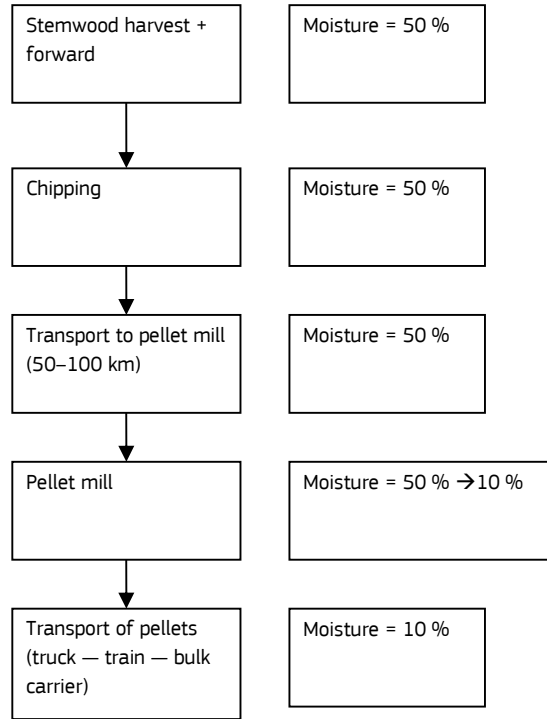 Stemwood harvest +
forward
Moisture = 50 %
Chipping
Moisture = 50 %
Transport to pellet mill
(50–100 km)
Moisture = 50 %
Pellet mill
Moisture = 50 % →10 %
Transport of pellets
(truck — train — bulk
carrier)
Moisture = 10 %